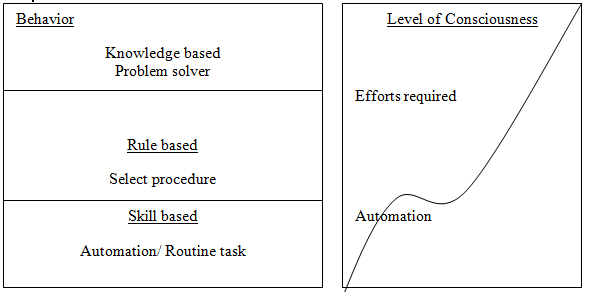 Behavior
Knowledge based
Problem solver
Rule based
Select procedure
Skill based
Automation/ Routine task
Level of Consciousness
Efforts required
Automation